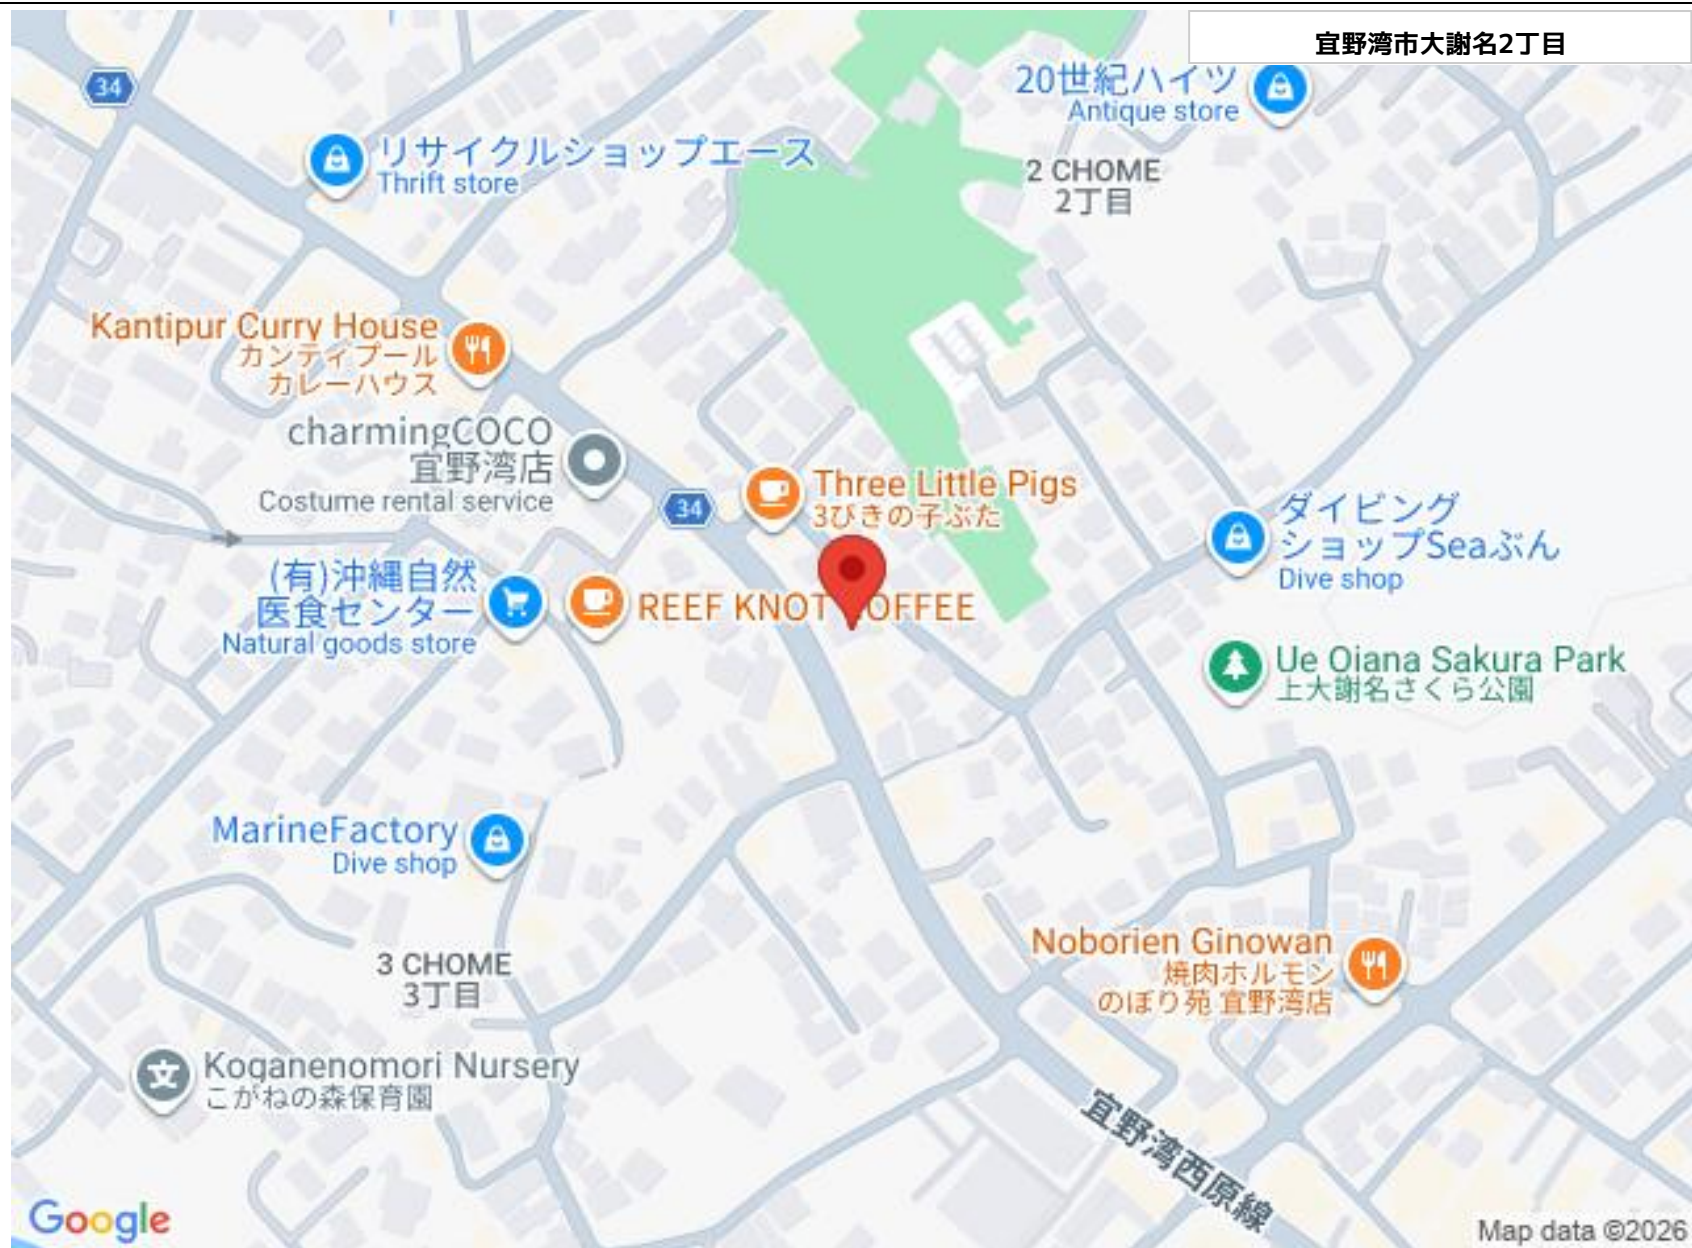 宜野湾市大謝名2丁目
34
20世紀ハイツ
Antique store
リサイクルショップエース
Thrift store
2 CHOME
2丁目
Kantipur Curry House
カンティプール
カレーハウス
charmingCOCO
宜野湾店
Costume rental service
34
Three Little Pigs
3びきの子ぶた
ダイビング
ショップSeaぶん
Dive shop
(有)沖縄自然
医食センター
Natural goods store
REEF KNOT COFFEE
Ue Ojana Sakura Park
上大謝名さくら公園
MarineFactory
Dive shop
Noborien Ginowan
焼肉ホルモン
のぼり苑 宜野湾店
3 CHOME
3丁目
Koganenomori Nursery
こがねの森保育園
宜野湾西原線
Google
Map data ©2026